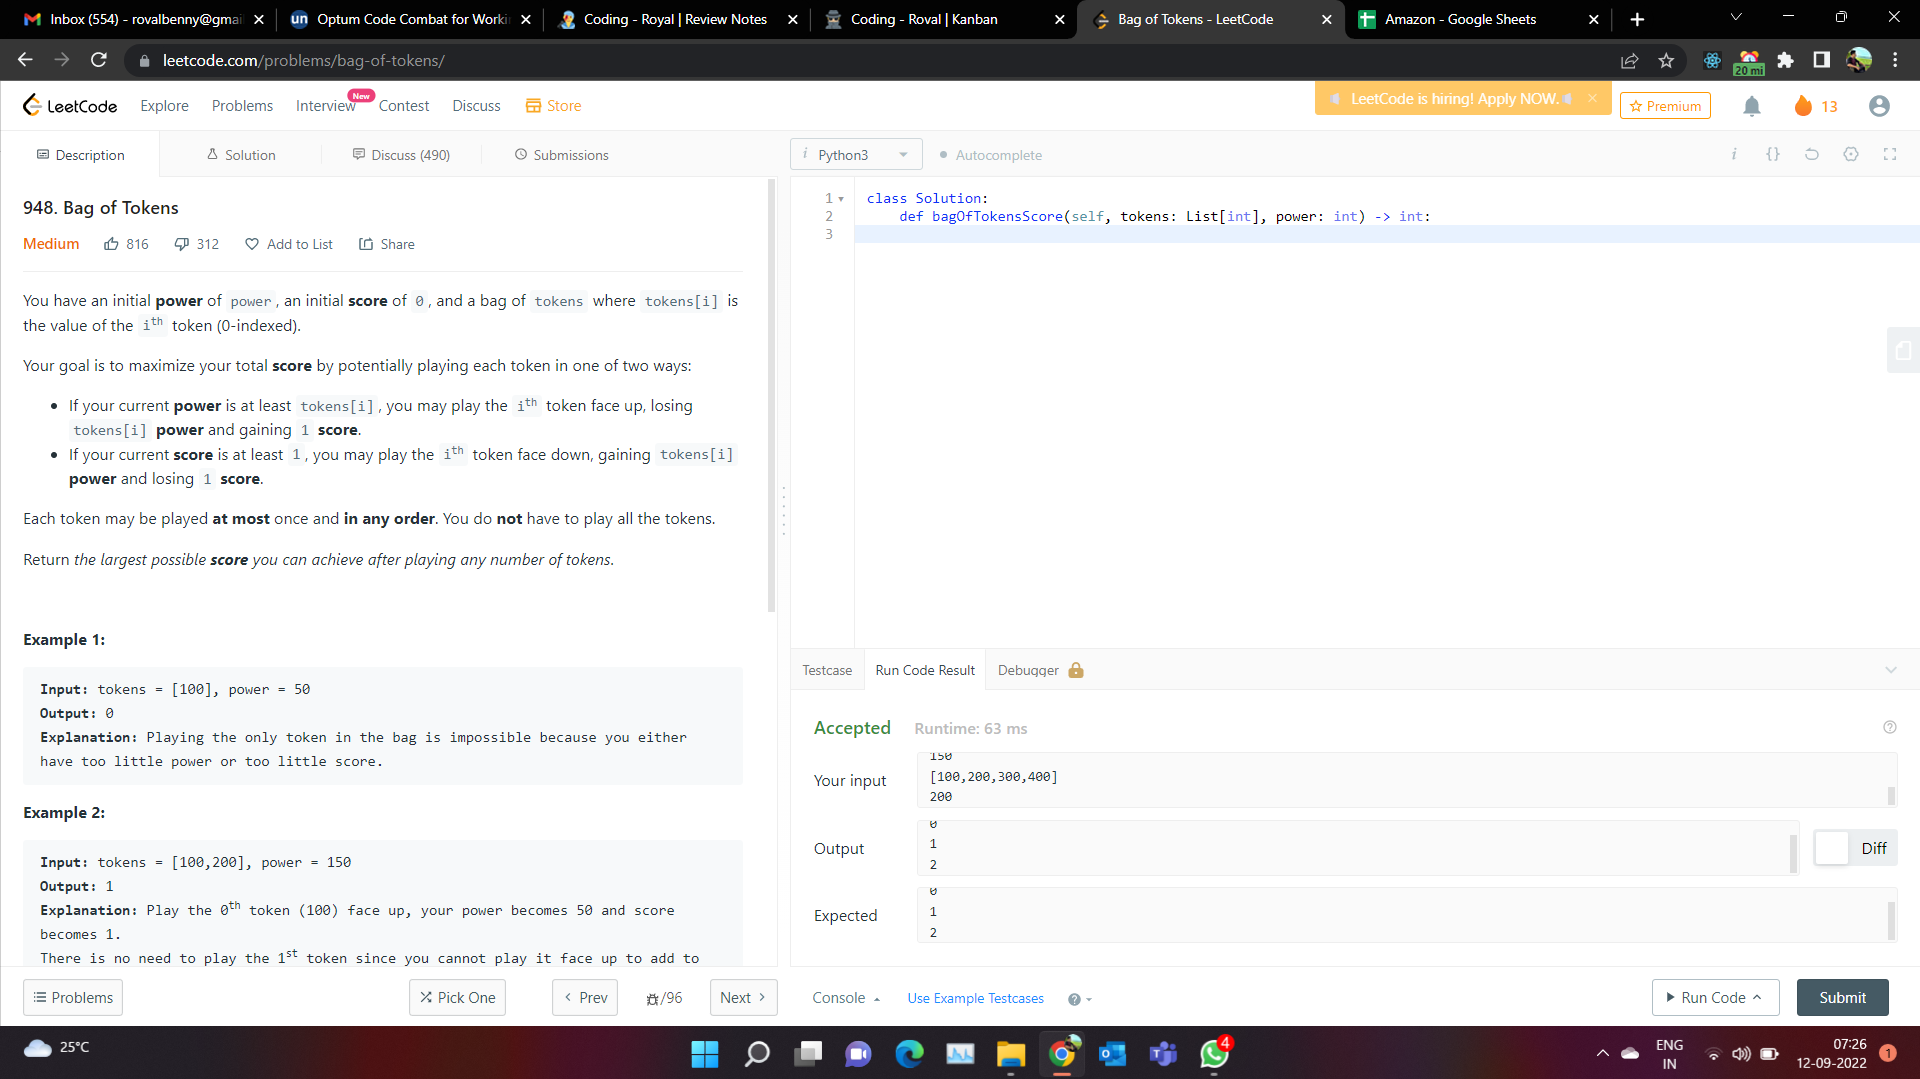 Inbox (554) - rovalbenny@gmai
Optum Code Combat for Workin
Coding - Royal | Review Notes
Coding - Roval | Kanban
Bag of Tokens - LeetCode
Amazon - Google Sheets
leetcode.com/problems/bag-of-tokens/
20 mi
LeetCode
Explore
Problems
Interview
New
Contest
Discuss
Store
LeetCode is hiring! Apply NOW.
Premium
13
Description
Solution
Discuss (490)
Submissions
948. Bag of Tokens
Medium
816
312
Add to List
Share
You have an initial power of power, an initial score of 0, and a bag of tokens where tokens[i] is
the value of the ith token (0-indexed).
Your goal is to maximize your total score by potentially playing each token in one of two ways:
• If your current power is at least tokens[i], you may play the ith token face up, losing
tokens[i] power and gaining 1 score.
• If your current score is at least 1, you may play the ith token face down, gaining tokens[i]
power and losing 1 score.
Each token may be played at most once and in any order. You do not have to play all the tokens.
Return the largest possible score you can achieve after playing any number of tokens.
Example 1:
Input: tokens = [100], power = 50
Output: 0
Explanation: Playing the only token in the bag is impossible because you either
have too little power or too little score.
Example 2:
Input: tokens = [100,200], power = 150
Output: 1
Explanation: Play the 0th token (100) face up, your power becomes 50 and score
becomes 1.
There is no need to play the 1st token since you cannot play it face up to add to
Problems
Pick One
Prev
/96
Next
i Python3
Autocomplete
i
{}
1 class Solution:
2 def bagOfTokensScore(self, tokens: List[int], power: int) -> int:
3
Testcase
Run Code Result
Debugger
Accepted
Runtime: 63 ms
Your input
150
[100,200,300,400]
200
Output
0
1
2
Diff
Expected
0
1
2
Console
Use Example Testcases
Run Code
Submit
25°C
4
ENG
IN
07:26
12-09-2022
1